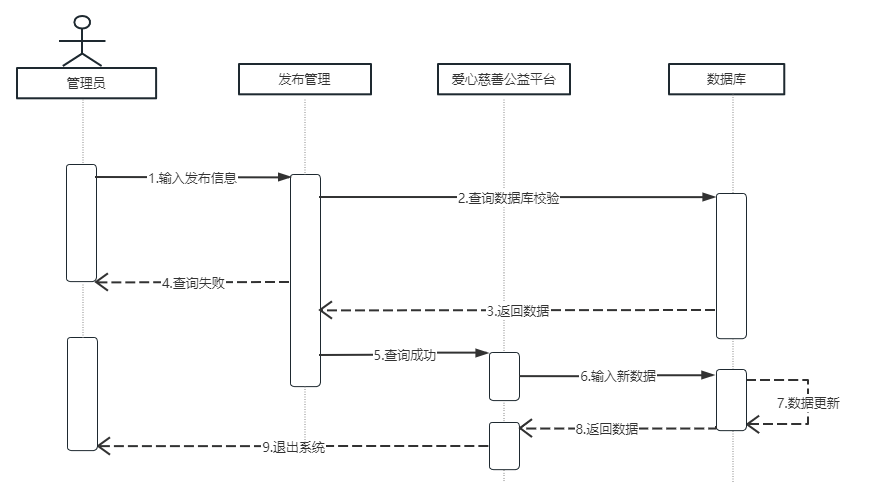 管理员
发布管理
爱心慈善公益平台
数据库
1.输入发布信息
2.查询数据库校验
4.查询失败
3.返回数据
5.查询成功
6.输入新数据
7.数据更新
8.返回数据
9.退出系统